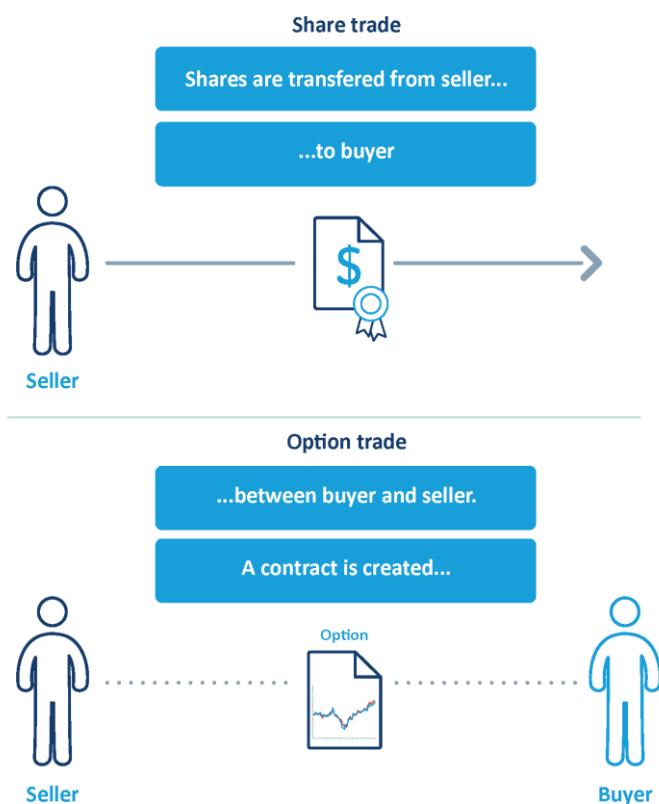 Share trade
Shares are transfered from seller...
...to buyer
$
Seller
Option trade
...between buyer and seller.
A contract is created...
Option
Seller
Buyer